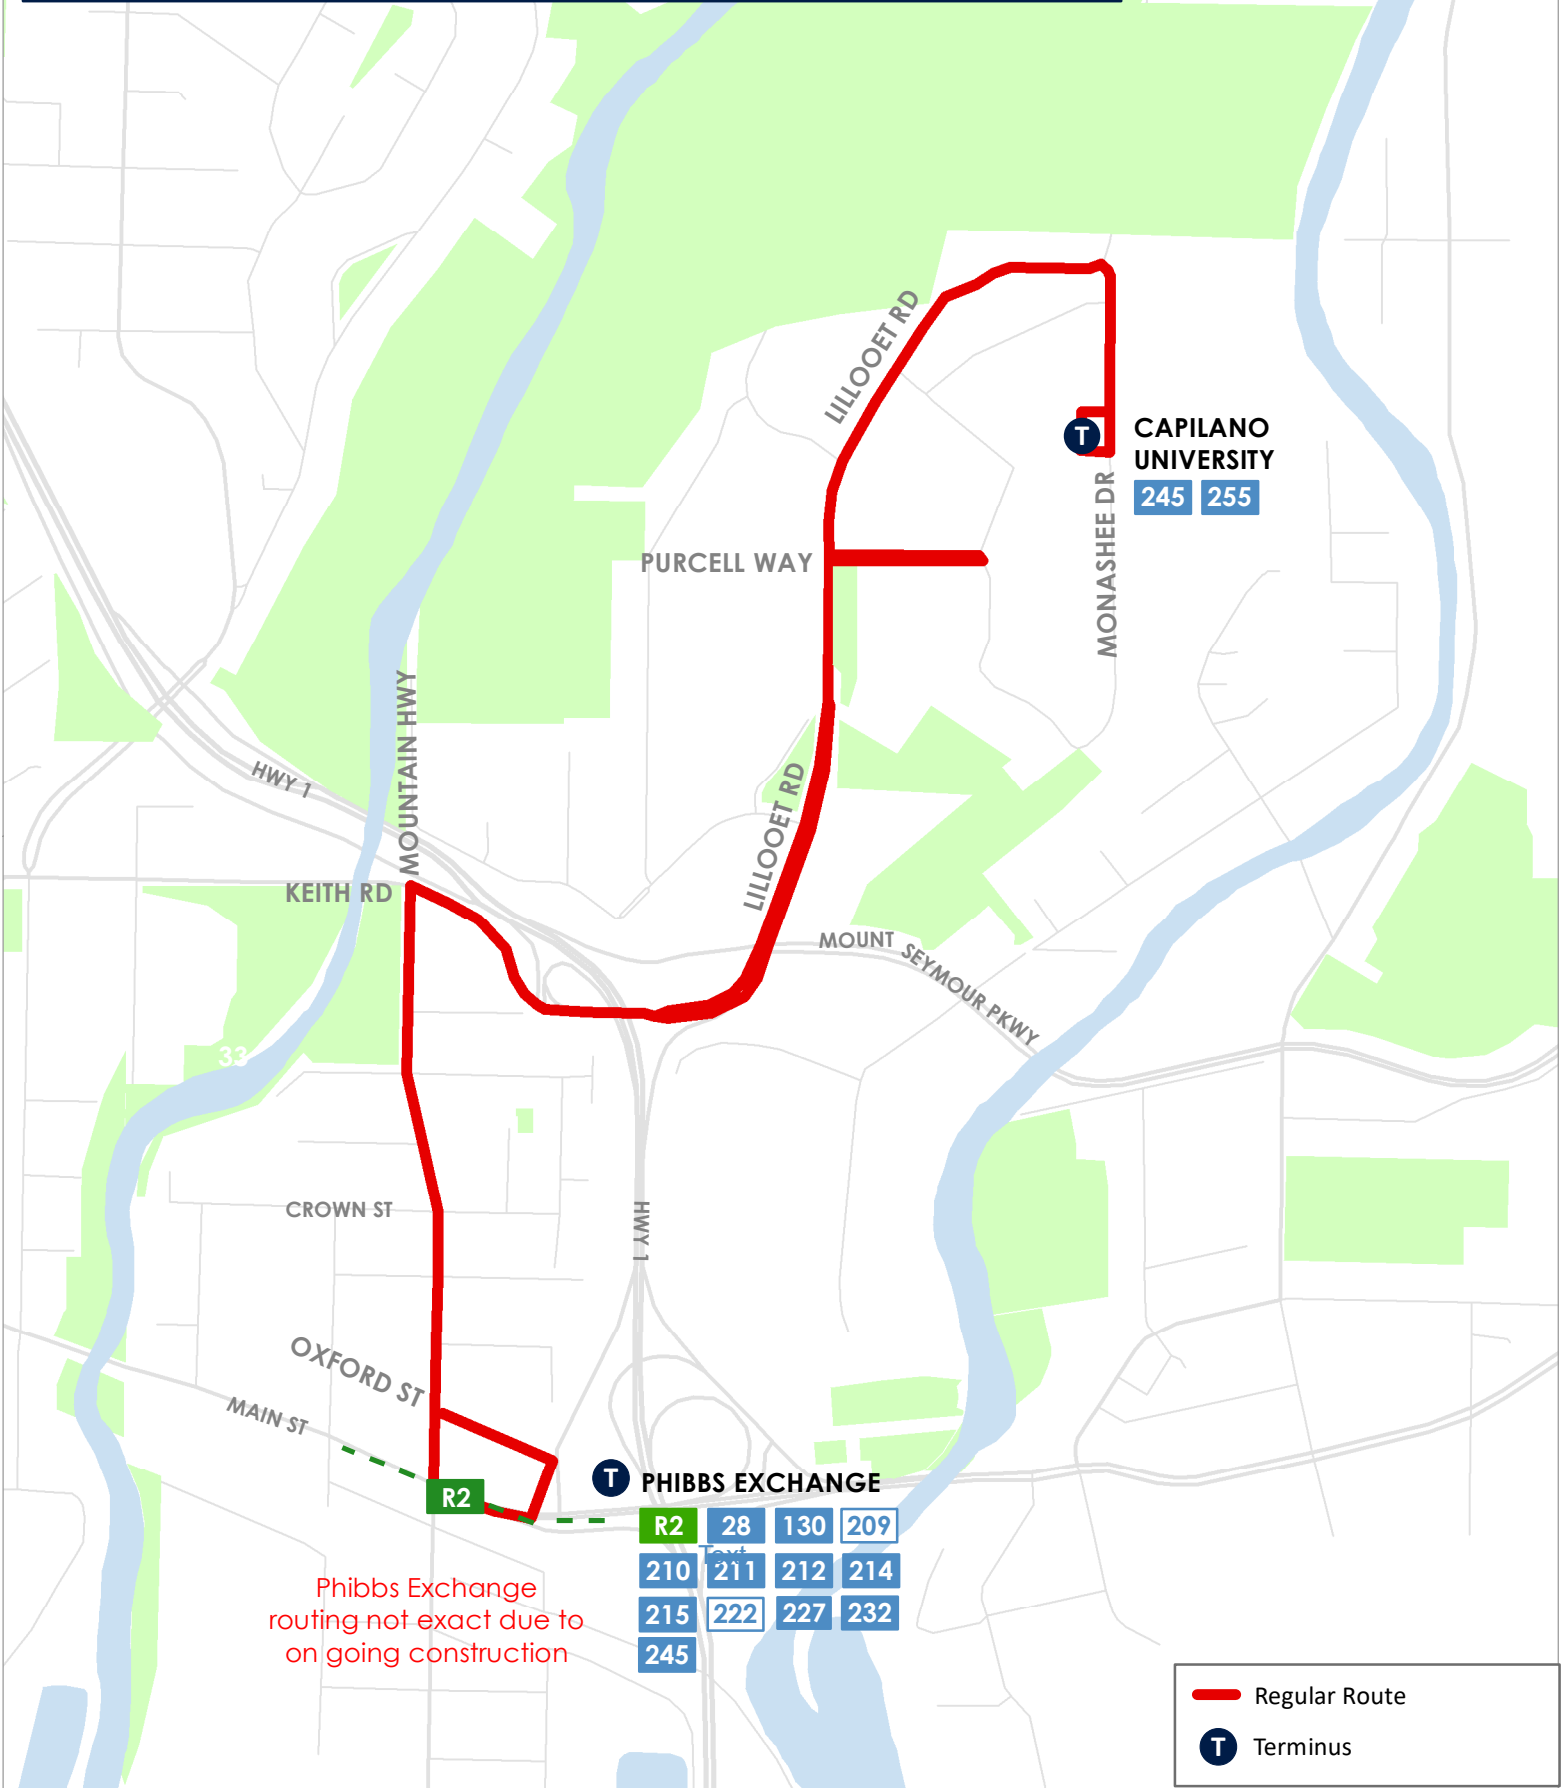 LILLOOET RD
CAPILANO
UNIVERSITY
245 255
MONASHEE DR
PURCELL WAY
MOUNTAIN HWY
HWY 1
LILLOOET RD
KEITH RD
MOUNT SEYMOUR PKWY
33
CROWN ST
HWY 1
OXFORD ST
MAIN ST
R2
T PHIBBS EXCHANGE
R2 28 130 209
Text
210 211 212 214
215 222 227 232
245
Phibbs Exchange
routing not exact due to
on going construction
T
Regular Route
T Terminus